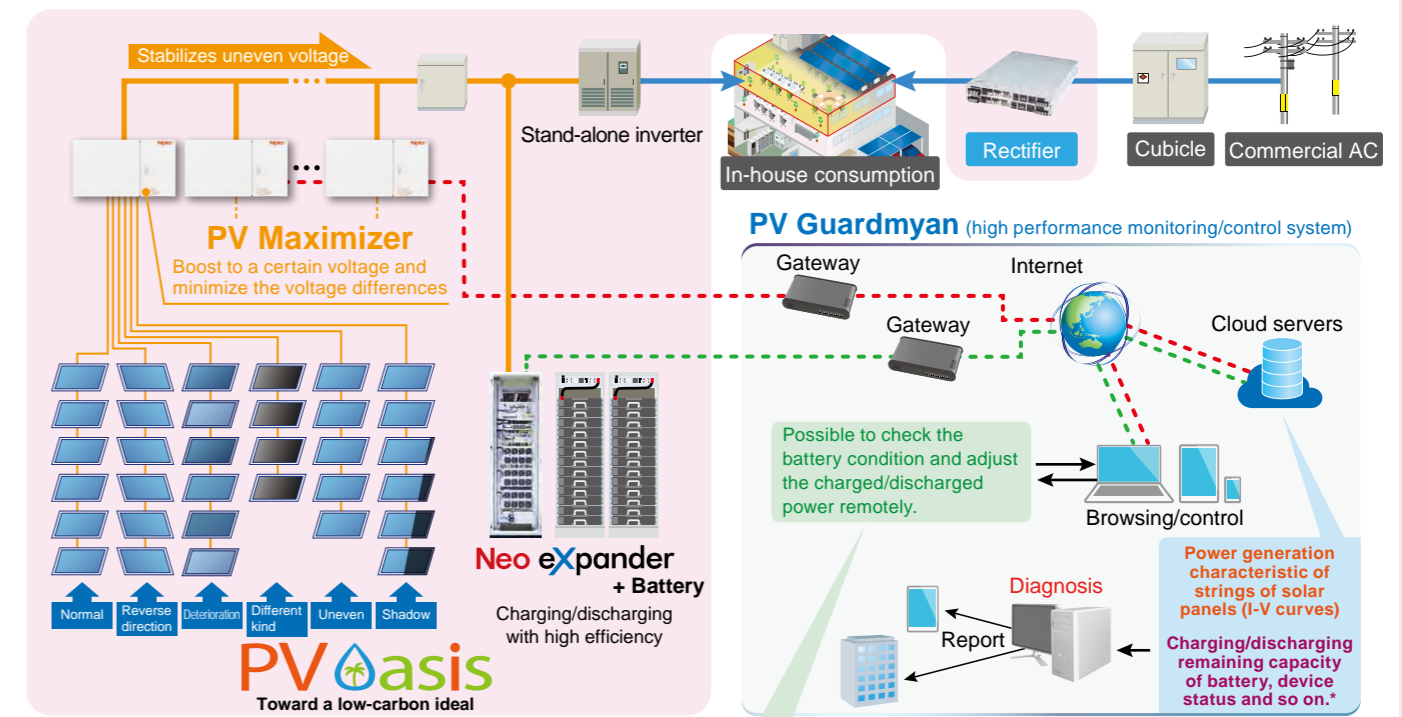 Stabilizes uneven voltage
Stand-alone inverter
In-house consumption
Rectifier
Cubicle
Commercial AC
PV Maximizer
Boost to a certain voltage and
minimize the voltage differences
Normal
Reverse
direction
Deterioration
Different
kind
Uneven
Shadow
Neo eXpander
+ Battery
Charging/discharging
with high efficiency
PV Oasis
Toward a low-carbon ideal
PV Guardmyan (high performance monitoring/control system)
Gateway
Internet
Gateway
Cloud servers
Possible to check the
battery condition and adjust
the charged/discharged
power remotely.
Browsing/control
Diagnosis
Report
Power generation
characteristic of
strings of solar
panels (I-V curves)
Charging/discharging
remaining capacity
of battery, device
status and so on.*